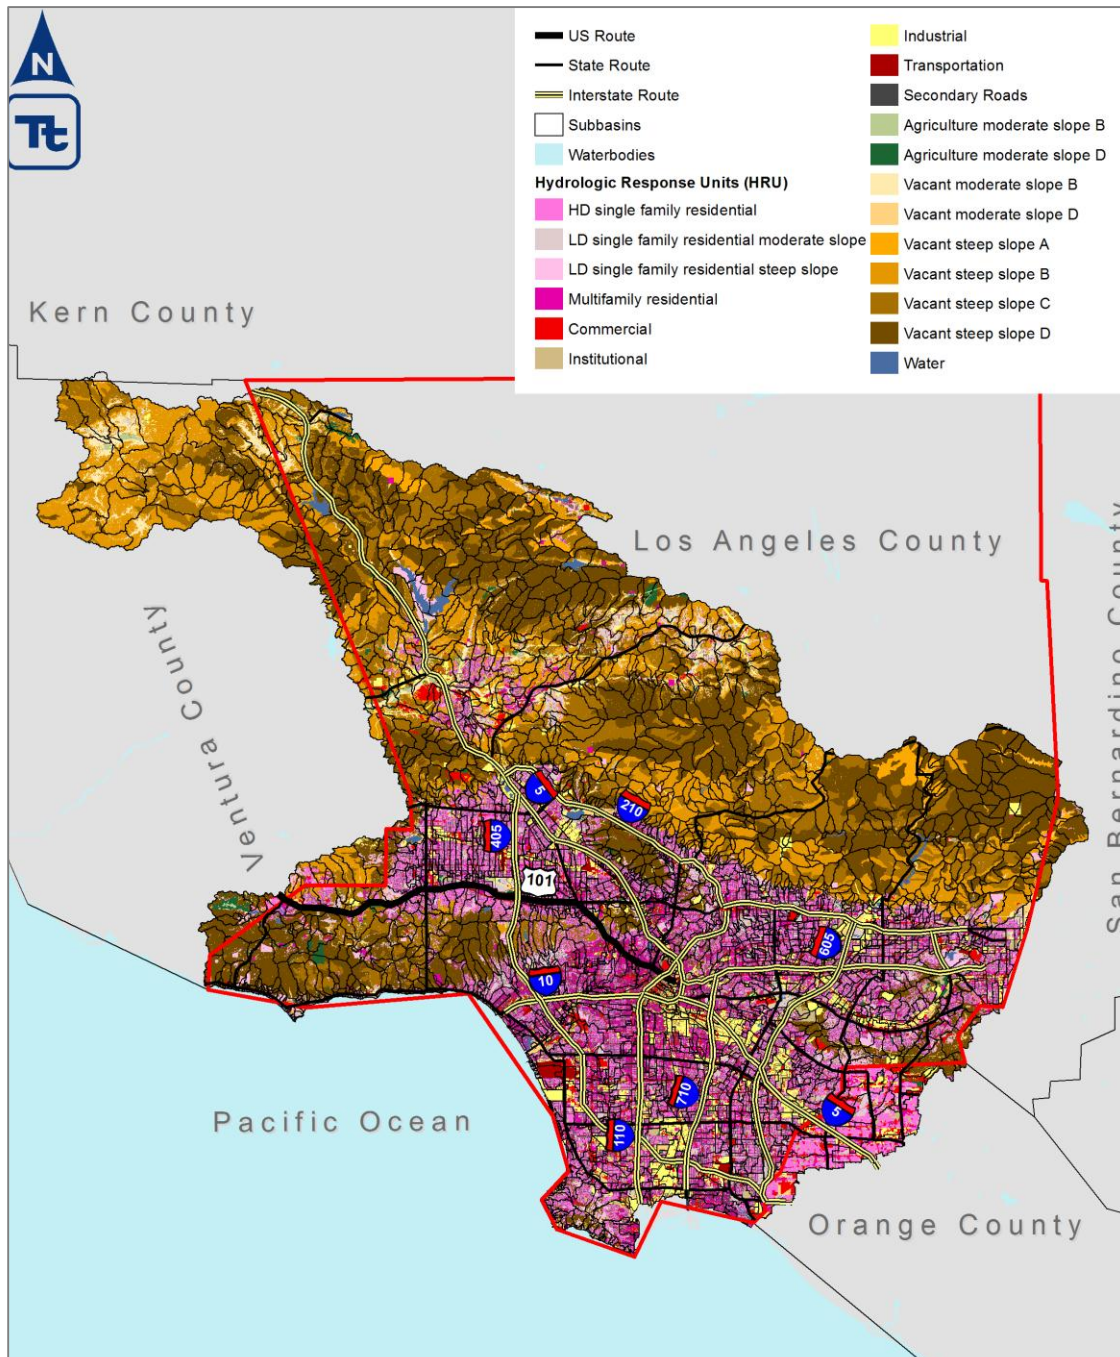 N
Tt
US Route
State Route
Interstate Route
Subbasins
Waterbodies
Hydrologic Response Units (HRU)
HD single family residential
LD single family residential moderate slope
LD single family residential steep slope
Multifamily residential
Commercial
Institutional
Industrial
Transportation
Secondary Roads
Agriculture moderate slope B
Agriculture moderate slope D
Vacant moderate slope B
Vacant moderate slope D
Vacant steep slope A
Vacant steep slope B
Vacant steep slope C
Vacant steep slope D
Water
Kern County
Los Angeles County
San Bernardino County
Ventura County
5
210
405
101
605
10
710
5
110
Pacific Ocean
Orange County